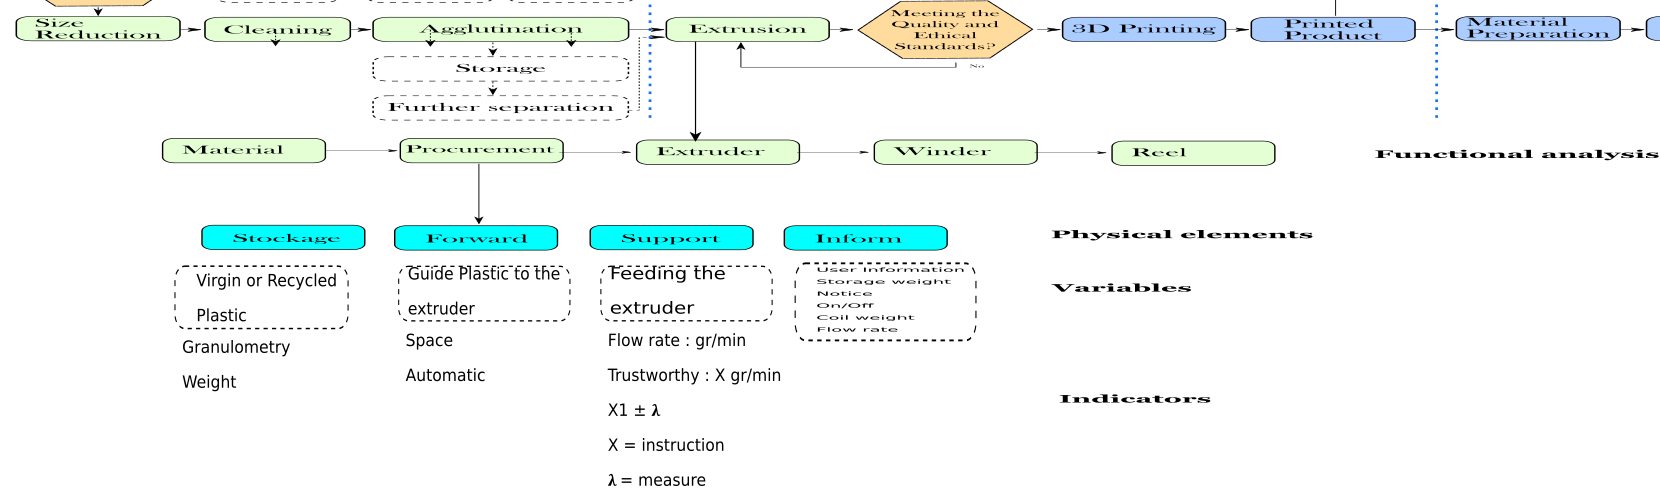 Size
Reduction
Cleaning
Agglutination
Extrusion
Meeting the
Quality and
Ethical
Standards?
3D Printing
Printed
Product
Material
Preparation
Storage
No
Further separation
Material
Procurement
Extruder
Winder
Reel
Functional analysis
Stockage
Forward
Support
Inform
Physical elements
Virgin or Recycled
Plastic
Guide Plastic to the
extruder
Feeding the
extruder
User Information
Storage weight
Notice
On/Off
Coil weight
Flow rate
Variables
Granulometry
Weight
Space
Automatic
Flow rate : gr/min
Trustworthy : X gr/min
X1 ± λ
X = instruction
λ = measure
Indicators